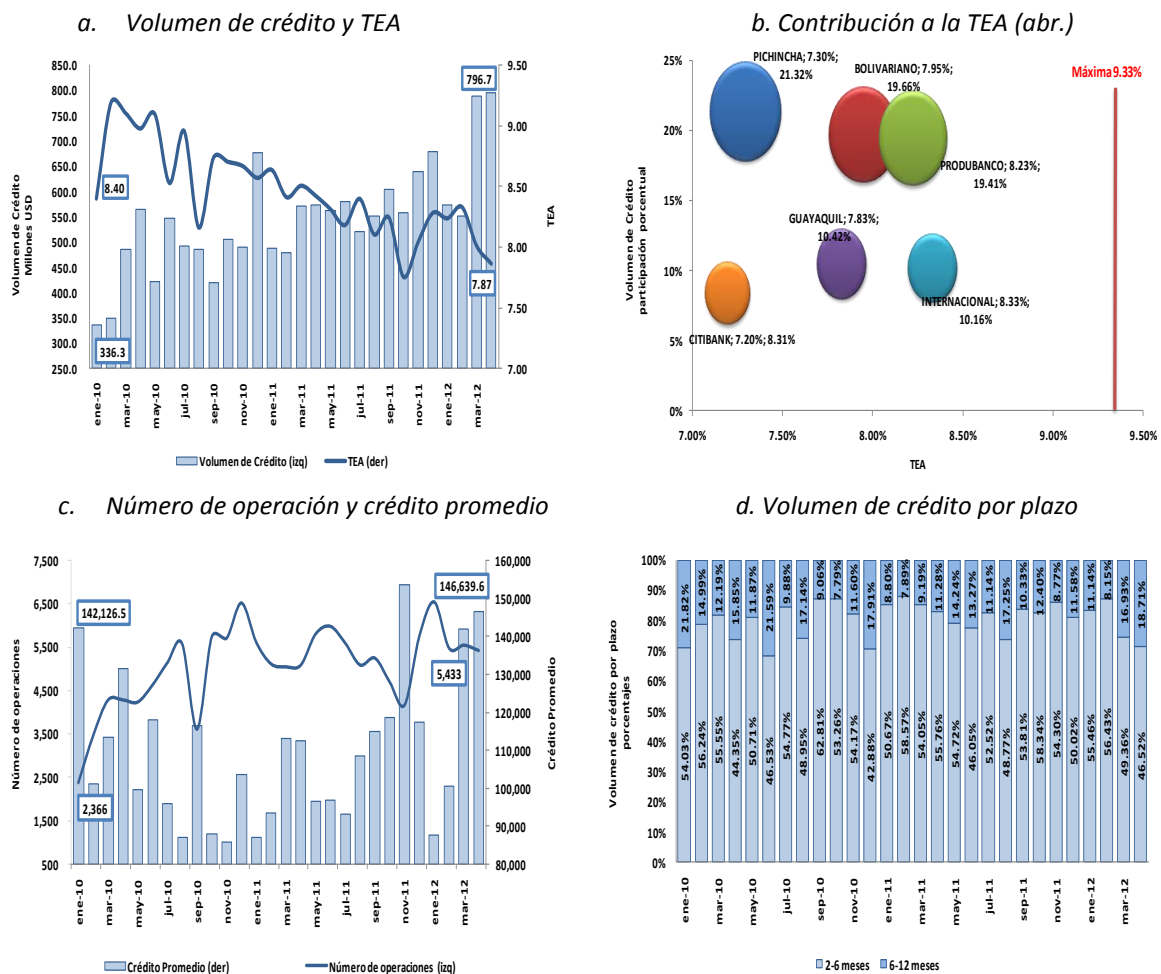 a. Volumen de crédito y TEA
850.0
800.0
750.0
700.0
650.0
600.0
550.0
500.0
450.0
400.0
350.0
300.0
250.0
Volumen de Crédito
Millones USD
9.50
9.00
8.50
8.00
7.50
7.00
TEA
8.40
336.3
796.7
7.87
ene-10
mar-10
may-10
jul-10
sep-10
nov-10
ene-11
mar-11
may-11
jul-11
sep-11
nov-11
ene-12
mar-12
Volumen de Crédito (izq)
TEA (der)
b. Contribución a la TEA (abr.)
25%
20%
15%
10%
5%
0%
Volumen de Crédito
participación porcentual
PICHINCHA; 7.30%;
21.32%
BOLIVARIANO; 7.95%;
19.66%
Máxima 9.33%
PRODUBANCO; 8.23%;
19.41%
GUAYAQUIL; 7.83%;
10.42%
INTERNACIONAL; 8.33%;
10.16%
CITIBANK; 7.20%; 8.31%
7.00%
7.50%
8.00%
8.50%
9.00%
9.50%
TEA
c. Número de operación y crédito promedio
7,500
6,500
5,500
4,500
3,500
2,500
1,500
500
Número de operaciones
160,000
150,000
140,000
130,000
120,000
110,000
100,000
90,000
80,000
Crédito Promedio
142,126.5
2,366
146,639.6
5,433
ene-10
mar-10
may-10
jul-10
sep-10
nov-10
ene-11
mar-11
may-11
jul-11
sep-11
nov-11
ene-12
mar-12
Crédito Promedio (der)
Número de operaciones (izq)
d. Volumen de crédito por plazo
100%
90%
80%
70%
60%
50%
40%
30%
20%
10%
0%
Volumen de crédito por plazo
porcentajes
21.82%
14.99%
12.19%
15.85%
11.87%
21.59%
9.88%
17.14%
9.06%
7.79%
11.60%
17.91%
8.80%
7.89%
9.19%
11.28%
14.24%
13.27%
11.14%
17.25%
10.33%
12.40%
8.77%
11.58%
11.14%
8.15%
16.93%
18.71%
54.03%
56.24%
55.55%
44.35%
50.71%
46.53%
54.77%
48.95%
62.81%
53.26%
54.17%
42.88%
50.67%
58.57%
54.05%
55.76%
54.72%
46.05%
52.52%
48.77%
53.81%
58.34%
54.30%
50.02%
55.46%
56.43%
49.36%
46.52%
ene-10
mar-10
may-10
jul-10
sep-10
nov-10
ene-11
mar-11
may-11
jul-11
sep-11
nov-11
ene-12
mar-12
2-6 meses
6-12 meses